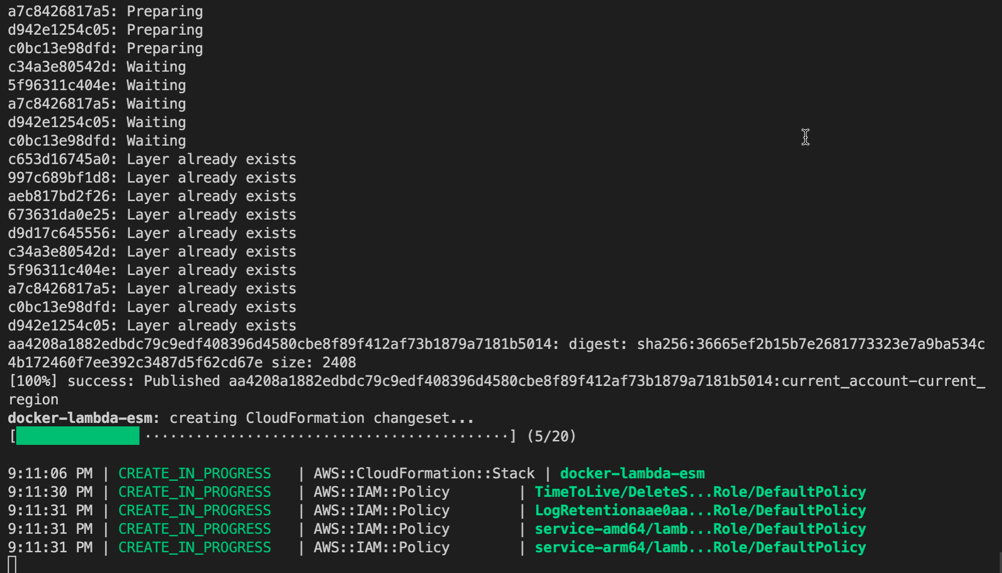 a7c8426817a5: Preparing
d942e1254c05: Preparing
c0bc13e98dfd: Preparing
c34a3e80542d: Waiting
5f96311c404e: Waiting
a7c8426817a5: Waiting
d942e1254c05: Waiting
c0bc13e98dfd: Waiting
c653d16745a0: Layer already exists
997c689bf1d8: Layer already exists
aeb817bd2f26: Layer already exists
673631da0e25: Layer already exists
d9d17c645556: Layer already exists
c34a3e80542d: Layer already exists
5f96311c404e: Layer already exists
a7c8426817a5: Layer already exists
c0bc13e98dfd: Layer already exists
d942e1254c05: Layer already exists
aa4208a1882edbdc79c9edf408396d4580cbe8f89f412af73b1879a7181b5014: digest: sha256:36665ef2b15b7e2681773323e7a9ba534c
4b172460f7ee392c3487d5f62cd67e size: 2408
[100%] success: Published aa4208a1882edbdc79c9edf408396d4580cbe8f89f412af73b1879a7181b5014:current_account-current_
region
docker-lambda-esm: creating CloudFormation changeset...
[ ··········································· ] (5/20)
9:11:06 PM | CREATE_IN_PROGRESS | AWS::CloudFormation::Stack | docker-lambda-esm
9:11:30 PM | CREATE_IN_PROGRESS | AWS::IAM::Policy | TimeToLive/DeleteS...Role/DefaultPolicy
9:11:31 PM | CREATE_IN_PROGRESS | AWS::IAM::Policy | LogRetentionaae0aa...Role/DefaultPolicy
9:11:31 PM | CREATE_IN_PROGRESS | AWS::IAM::Policy | service-amd64/lamb...Role/DefaultPolicy
9:11:31 PM | CREATE_IN_PROGRESS | AWS::IAM::Policy | service-arm64/lamb...Role/DefaultPolicy